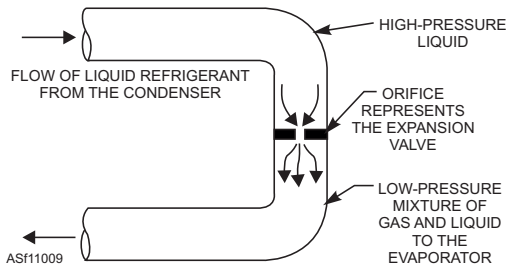 HIGH-PRESSURE
LIQUID
FLOW OF LIQUID REFRIGERANT
FROM THE CONDENSER
ORIFICE
REPRESENTS
THE EXPANSION
VALVE
LOW-PRESSURE
MIXTURE OF
GAS AND LIQUID
TO THE
EVAPORATOR
ASf11009